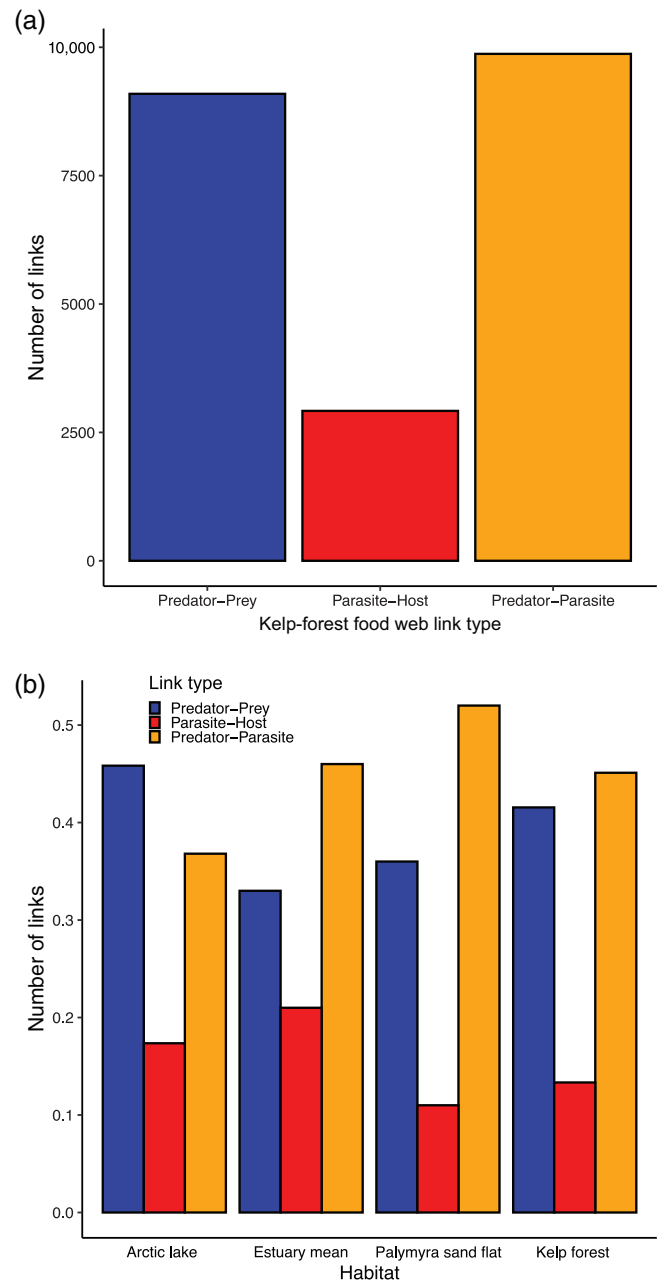 (a)
10,000
7500
5000
2500
0
Number of links
Predator−Prey Parasite−Host Predator−Parasite
Kelp-forest food web link type
(b)
Link type
Predator−Prey
Parasite−Host
Predator−Parasite
0.5
0.4
0.3
0.2
0.1
0.0
Number of links
Arctic lake Estuary mean Palymyra sand flat Kelp forest
Habitat